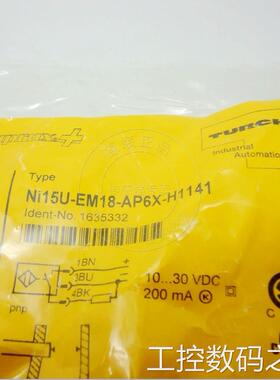 uprox+
TURCK
Industrial
Automation
Type
Ni15U-EM18-AP6X-H1141
Ident-No. 1635332
1BN
3BU
4BK
pnp
10...30 VDC
200 mA
C
工控数码之